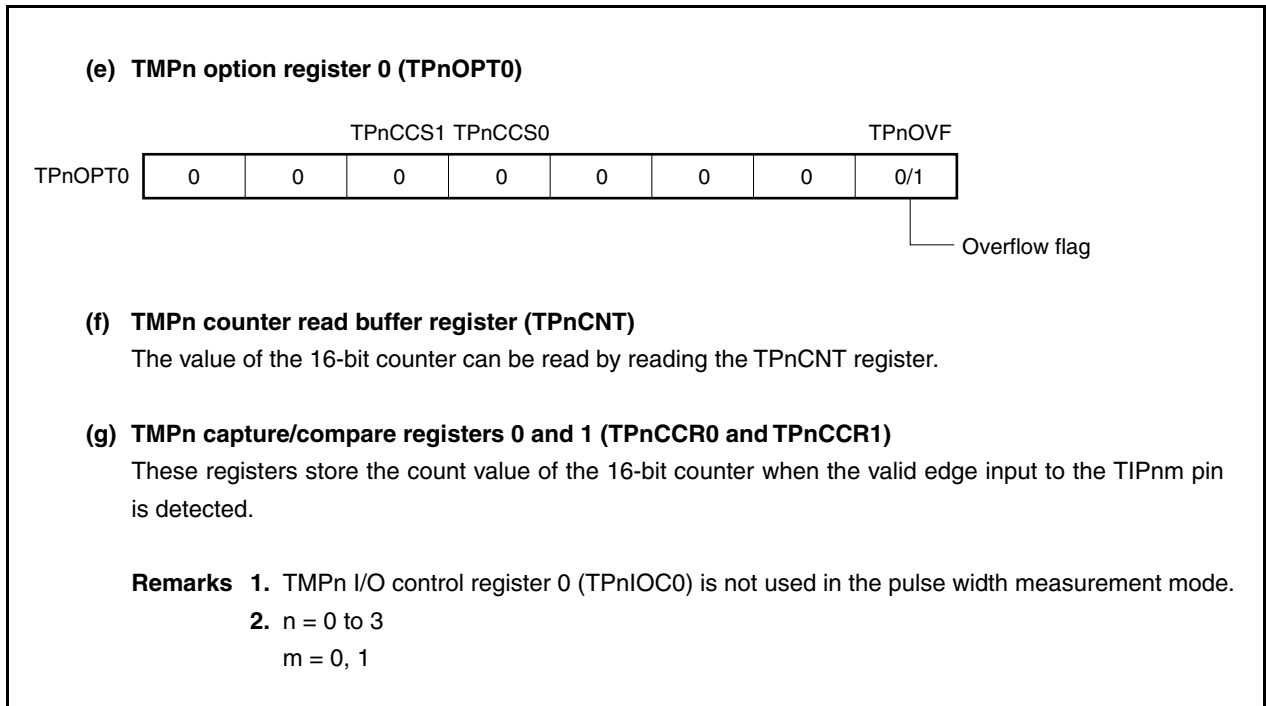 (e) TMPn option register 0 (TPnOPT0)
TPnCCS1 TPnCCS0 TPnOVF
TPnOPT0 0 0 0 0 0 0 0 0/1
Overflow flag
(f) TMPn counter read buffer register (TPnCNT)
The value of the 16-bit counter can be read by reading the TPnCNT register.
(g) TMPn capture/compare registers 0 and 1 (TPnCCR0 and TPnCCR1)
These registers store the count value of the 16-bit counter when the valid edge input to the TIPnm pin
is detected.
Remarks 1. TMPn I/O control register 0 (TPnIOC0) is not used in the pulse width measurement mode.
2. n = 0 to 3
m = 0, 1